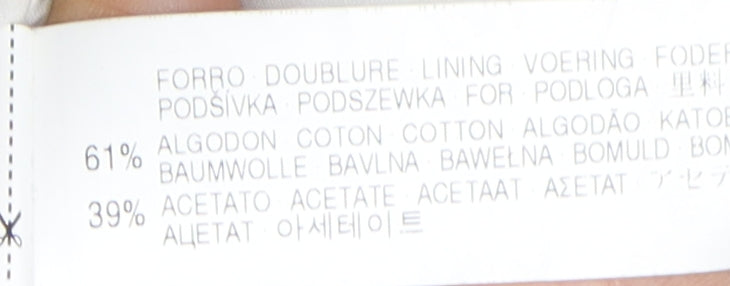 FORRO · DOUBLURE · LINING · VOERING · FODER
PODŠÍVKA · PODSZEWKA · FOR · PODLOGA · 里料
61% ALGODON · COTON · COTTON · ALGODÃO ·
BAUMWOLLE · BAVLNA · BAWEŁNA · BOMULD ·
39% ACETATO · ACETATE · ACETAAT · ΑΣΕΤΑΤ ·
АЦЕТАТ · 아세테이트